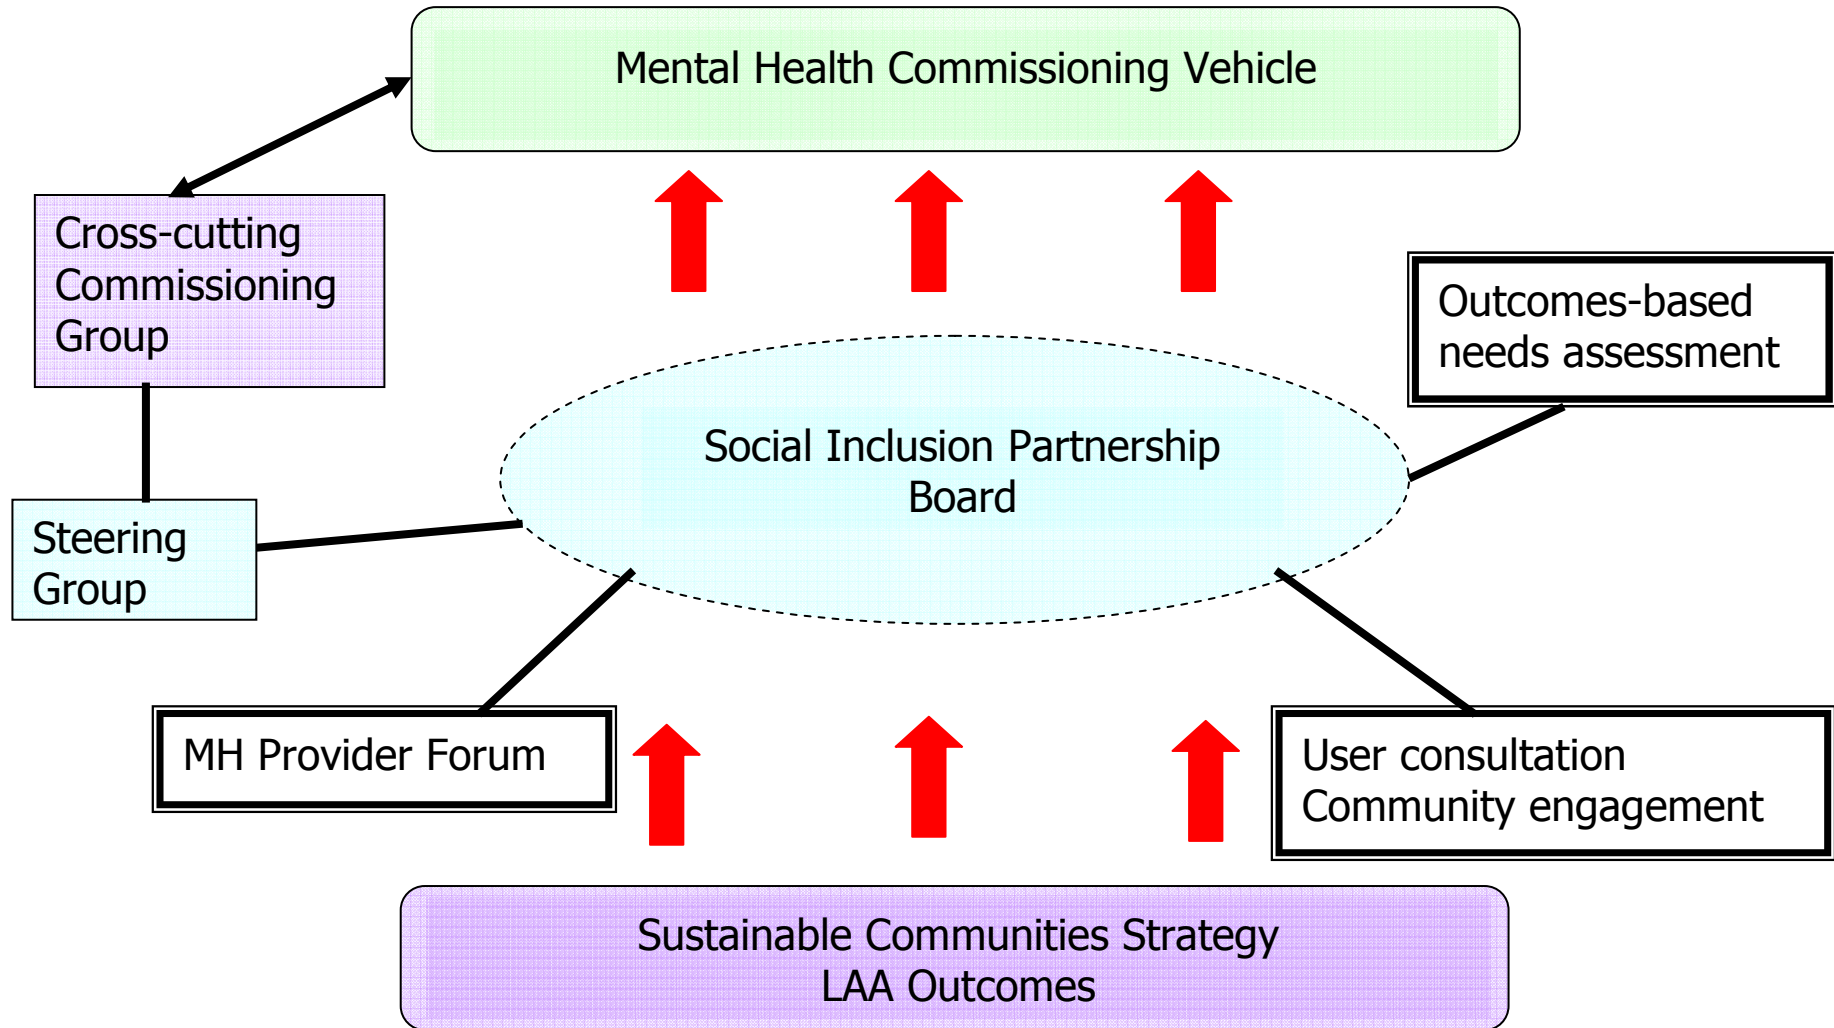 Mental Health Commissioning Vehicle
Cross-cutting
Commissioning
Group
Outcomes-based
needs assessment
Social Inclusion Partnership
Board
Steering
Group
MH Provider Forum
User consultation
Community engagement
Sustainable Communities Strategy
LAA Outcomes